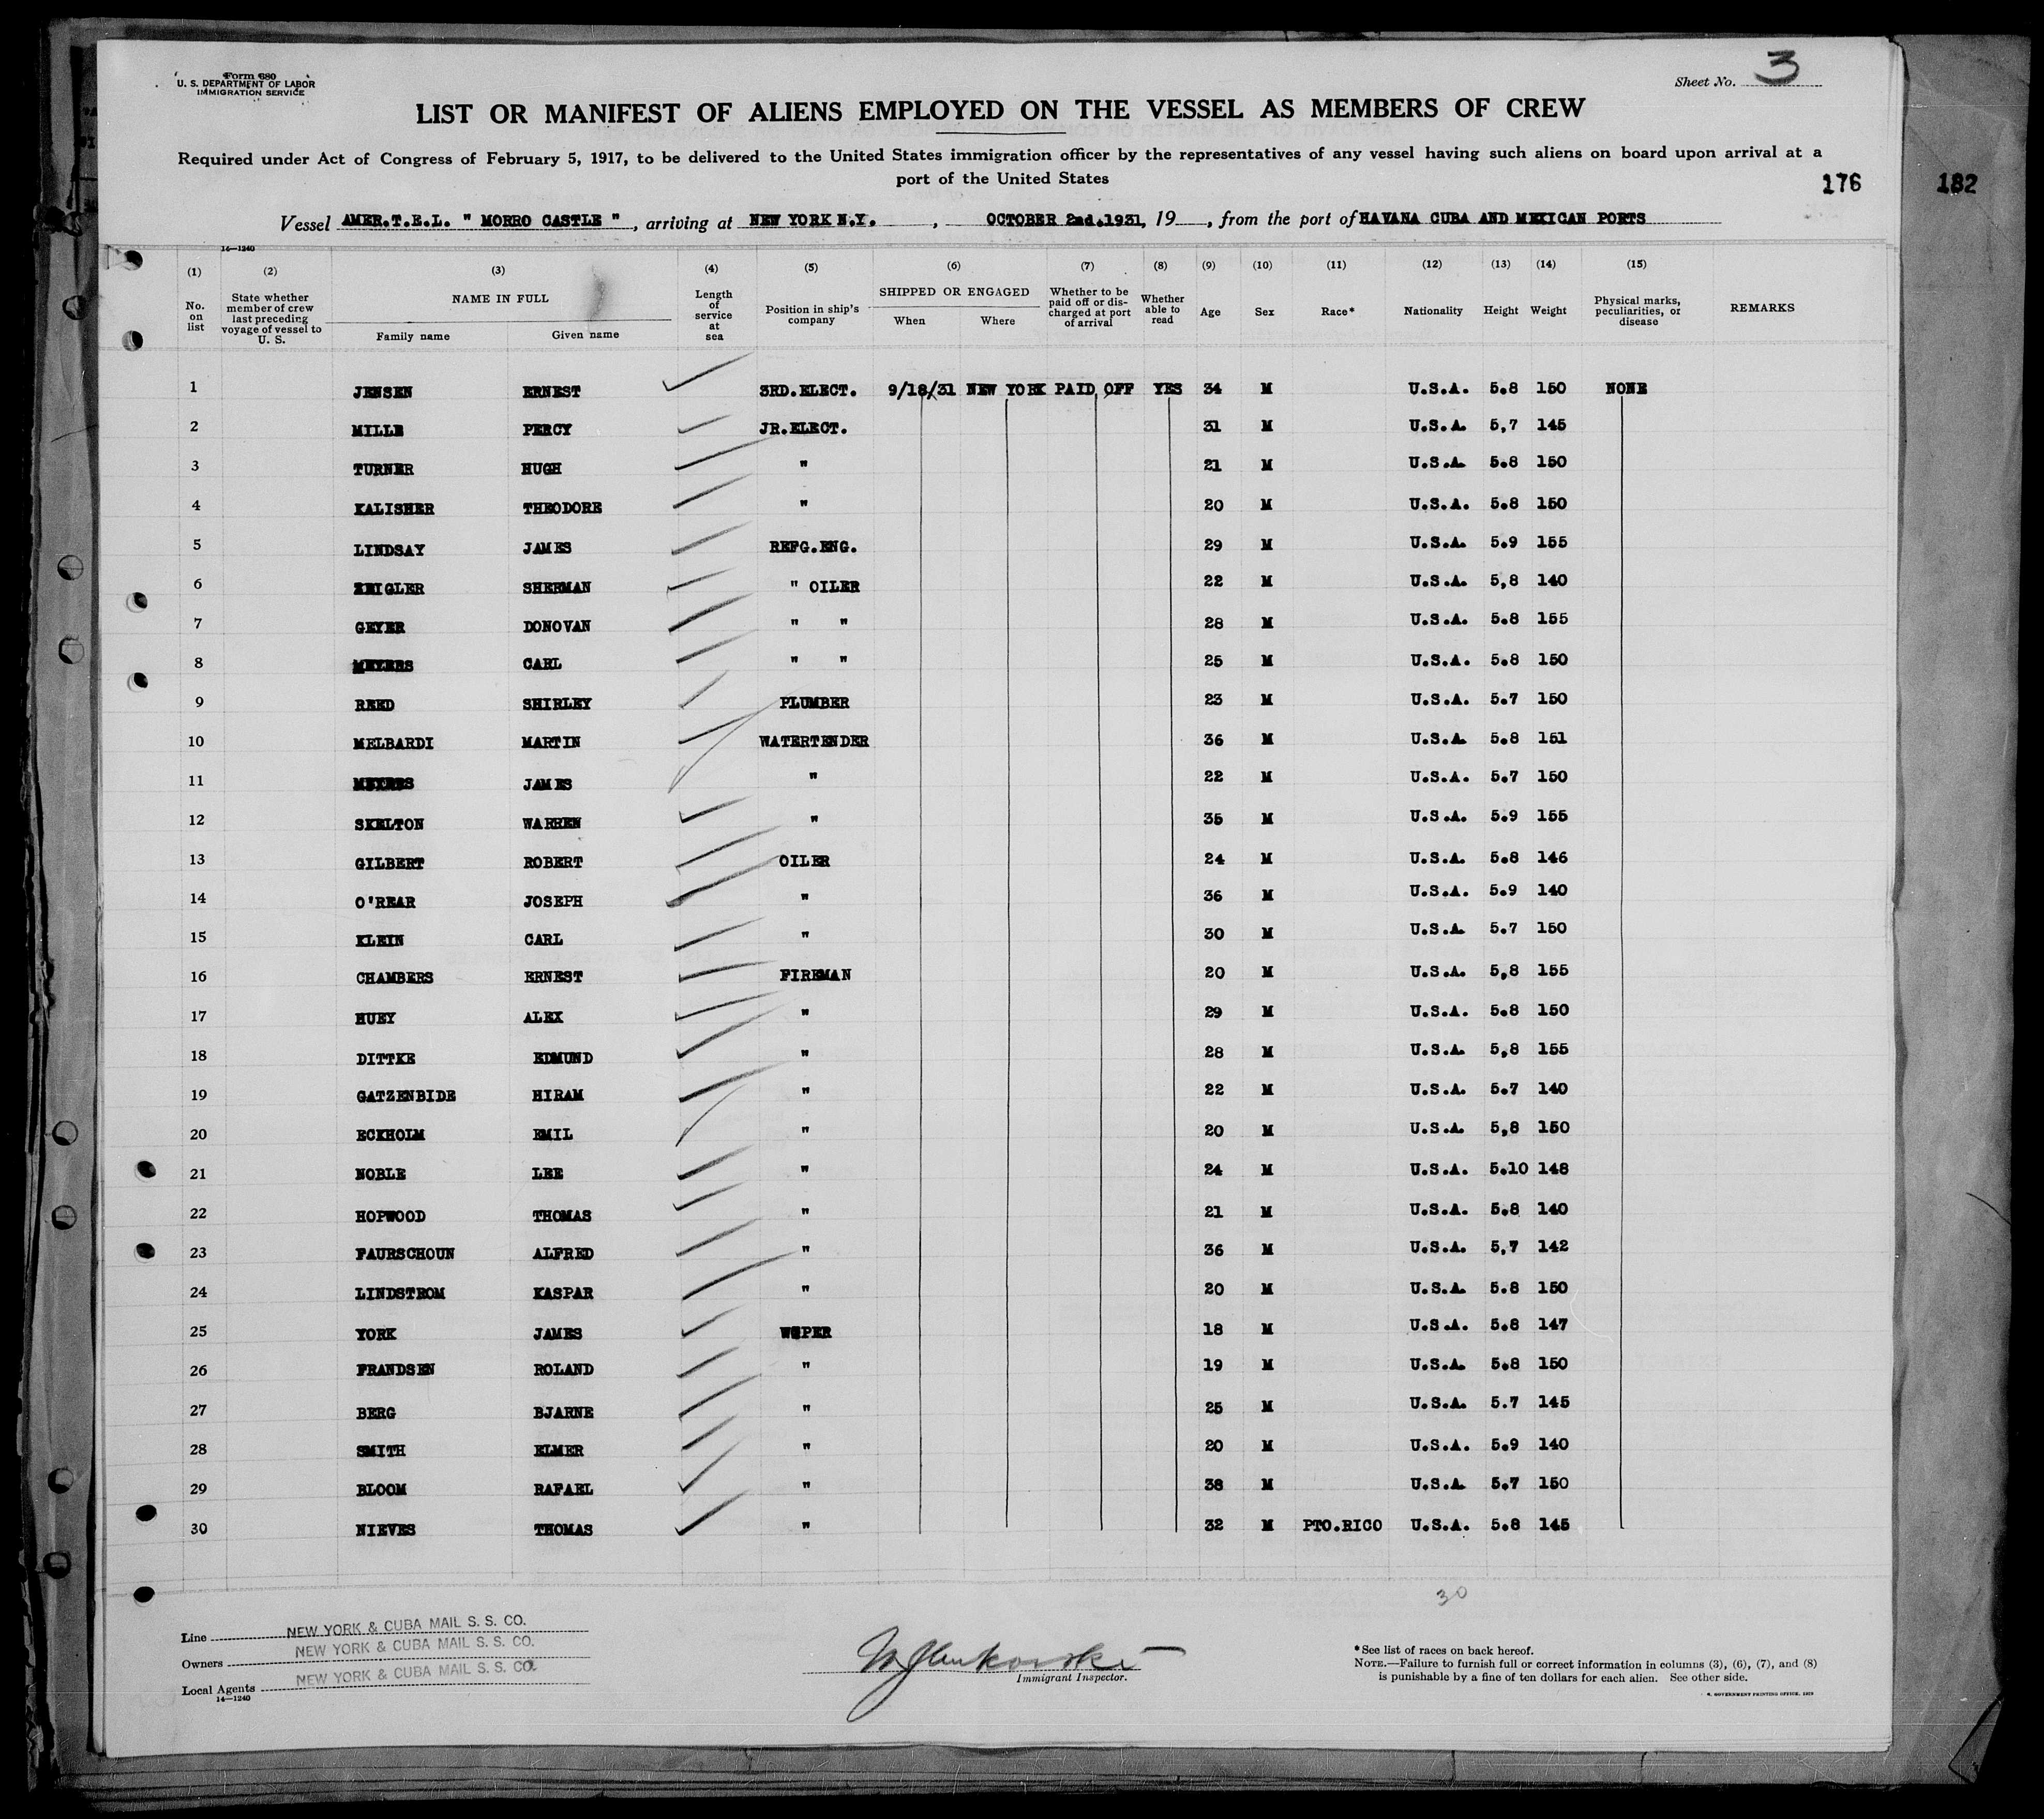 Form 680
U. S. DEPARTMENT OF LABOR
IMMIGRATION SERVICE
Sheet No. 3
LIST OR MANIFEST OF ALIENS EMPLOYED ON THE VESSEL AS MEMBERS OF CREW
Required under Act of Congress of February 5, 1917, to be delivered to the United States immigration officer by the representatives of any vessel having such aliens on board upon arrival at a
port of the United States
176 182
Vessel AMER.T.E.L. " MORRO CASTLE ", arriving at NEW YORK N.Y., OCTOBER 2nd.1931, 19, from the port of HAVANA CUBA AND MEXICAN PORTS
14—1240
(1) (2) (3) (4) (5) (6) (7) (8) (9) (10) (11) (12) (13) (14) (15)
No. on list State whether member of crew last preceding voyage of vessel to U. S. NAME IN FULL Family name Given name Length of service at sea Position in ship's company SHIPPED OR ENGAGED When Where Whether to be paid off or discharged at port of arrival Whether able to read Age Sex Race* Nationality Height Weight Physical marks, peculiarities, or disease REMARKS
1 JENSEN ERNEST 3RD.ELECT. 9/18/31 NEW YORK PAID OFF YES 34 M U.S.A. 5.8 150 NONE
2 MILLE PERCY JR.ELECT. 31 M U.S.A. 5,7 145
3 TURNER HUGH " 21 M U.S.A. 5.8 150
4 KALISHER THEODORE " 20 M U.S.A. 5.8 150
5 LINDSAY JAMES REFG.ENG. 29 M U.S.A. 5.9 155
6 ZEIGLER SHERMAN " OILER 22 M U.S.A. 5,8 140
7 GEYER DONOVAN " " 28 M U.S.A. 5.8 155
8 MEYERS CARL " " 25 M U.S.A. 5.8 150
9 REED SHIRLEY PLUMBER 23 M U.S.A. 5.7 150
10 MELBARDI MARTIN WATERTENDER 36 M U.S.A. 5.8 151
11 MEYERS JAMES " 22 M U.S.A. 5.7 150
12 SKELTON WARREN " 35 M U.S.A. 5.9 155
13 GILBERT ROBERT OILER 24 M U.S.A. 5.8 146
14 O'REAR JOSEPH " 36 M U.S.A. 5.9 140
15 KLEIN CARL " 30 M U.S.A. 5.7 150
16 CHAMBERS ERNEST FIREMAN 20 M U.S.A. 5,8 155
17 HUEY ALEX " 29 M U.S.A. 5.8 150
18 DITTKE EDMUND " 28 M U.S.A. 5,8 155
19 GATZENBIDE HIRAM " 22 M U.S.A. 5.7 140
20 ECKHOLM EMIL " 20 M U.S.A. 5,8 150
21 NOBLE LEE " 24 M U.S.A. 5.10 148
22 HOPWOOD THOMAS " 21 M U.S.A. 5.8 140
23 FAURSCHOUN ALFRED " 36 M U.S.A. 5,7 142
24 LINDSTROM KASPAR " 20 M U.S.A. 5.8 150
25 YORK JAMES WIPER 18 M U.S.A. 5.8 147
26 FRANDSEN ROLAND " 19 M U.S.A. 5.8 150
27 BERG BJARNE " 25 M U.S.A. 5.7 145
28 SMITH ELMER " 20 M U.S.A. 5.9 140
29 BLOOM RAFAEL " 38 M U.S.A. 5.7 150
30 NIEVES THOMAS " 32 M PTO.RICO U.S.A. 5.8 145
30
Line NEW YORK & CUBA MAIL S. S. CO.
Owners NEW YORK & CUBA MAIL S. S. CO.
Local Agents NEW YORK & CUBA MAIL S. S. CO.
14—1240
Immigrant Inspector.
*See list of races on back hereof.
NOTE.—Failure to furnish full or correct information in columns (3), (6), (7), and (8)
is punishable by a fine of ten dollars for each alien. See other side.
GOVERNMENT PRINTING OFFICE